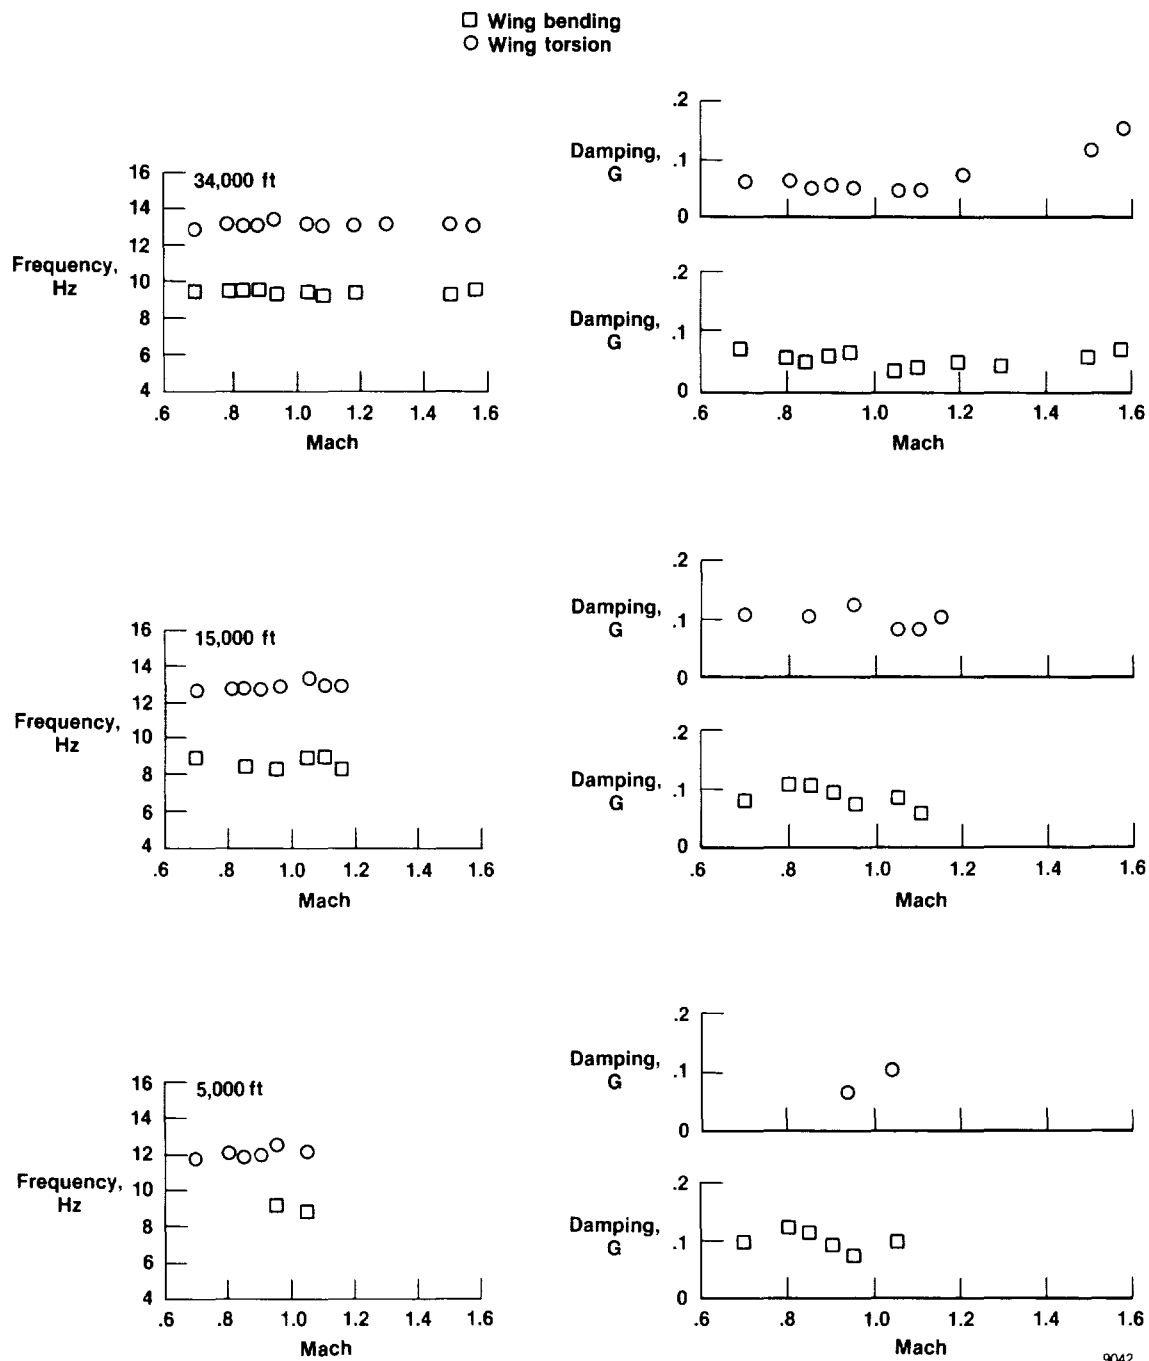 Wing bending
Wing torsion
34,000 ft
16
14
12
10
8
6
4
Frequency,
Hz
.6 .8 1.0 1.2 1.4 1.6
Mach
.2
.1
0
Damping,
G
.2
.1
0
Damping,
G
.6 .8 1.0 1.2 1.4 1.6
Mach
15,000 ft
16
14
12
10
8
6
4
Frequency,
Hz
.6 .8 1.0 1.2 1.4 1.6
Mach
.2
.1
0
Damping,
G
.2
.1
0
Damping,
G
.6 .8 1.0 1.2 1.4 1.6
Mach
5,000 ft
16
14
12
10
8
6
4
Frequency,
Hz
.6 .8 1.0 1.2 1.4 1.6
Mach
.2
.1
0
Damping,
G
.2
.1
0
Damping,
G
.6 .8 1.0 1.2 1.4 1.6
Mach
9042